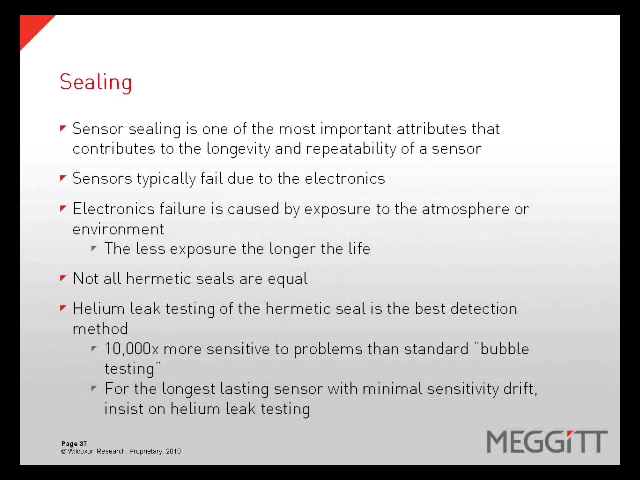 Sealing
Sensor sealing is one of the most important attributes that
contributes to the longevity and repeatability of a sensor
Sensors typically fail due to the electronics
Electronics failure is caused by exposure to the atmosphere or
environment
The less exposure the longer the life
Not all hermetic seals are equal
Helium leak testing of the hermetic seal is the best detection
method
10,000x more sensitive to problems than standard "bubble
testing"
For the longest lasting sensor with minimal sensitivity drift,
insist on helium leak testing
Page 87
© Wilcoxon Research, Proprietary, 2010
MEGGITT